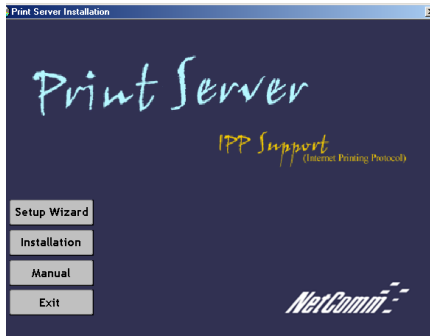 Print Server Installation
Print Server
IPP Support
(Internet Printing Protocol)
Setup Wizard
Installation
Manual
Exit
NetComm